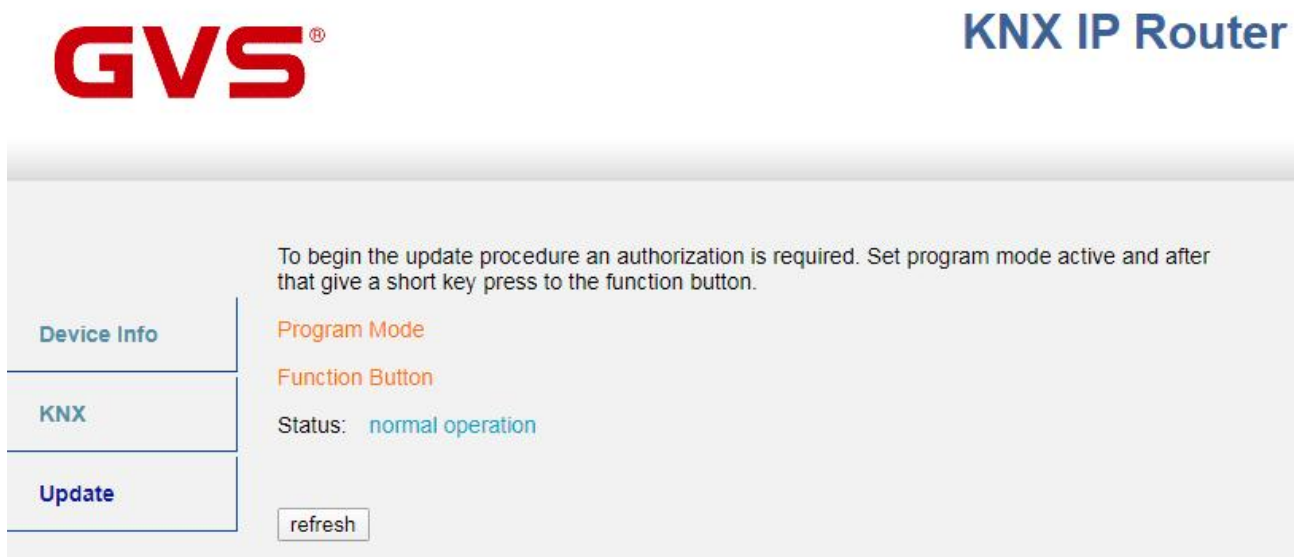 GVS®
KNX IP Router
To begin the update procedure an authorization is required. Set program mode active and after
that give a short key press to the function button.
Device Info
Program Mode
Function Button
KNX
Status: normal operation
Update
refresh